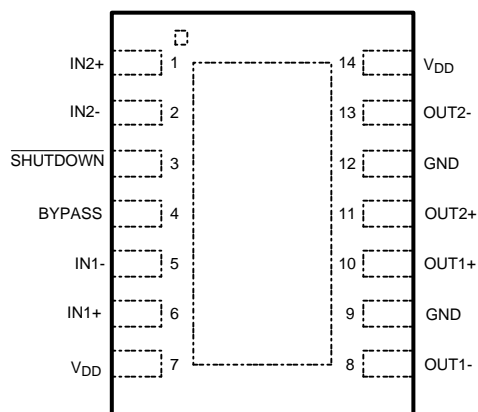 IN2+ 1 14 VDD
IN2- 2 13 OUT2-
SHUTDOWN 3 12 GND
BYPASS 4 11 OUT2+
IN1- 5 10 OUT1+
IN1+ 6 9 GND
VDD 7 8 OUT1-